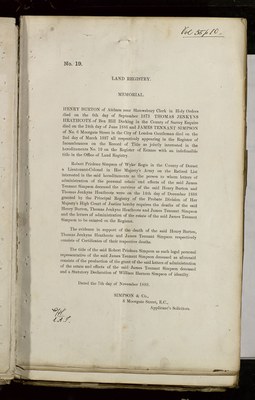 No. 19.
LAND REGISTRY.
MEMORIAL.
HENRY BURTON of Atcham near Shrewsbury Clerk in Holy Orders
died on the 4th day of September 1873 THOMAS JENKYNS
HEATHCOTE of Bea Hill Dorking in the County of Surrey Esquire
died on the 24th day of June 1885 and JAMES TENNANT SIMPSON
of No. 3 Moorgate Street in the City of London Gentleman died on the
day of March 1887 all respectively appearing in the Register of
Incumbrances on the Record of Title as jointly interested in the
Incumbrances No. 10 on the Register of Estates with an indefeasible
title in the Office of Land Registry
Robert Prideaux Simpson of Wyke Regis in the County of Dorset
a Lieutenant-Colonel in Her Majesty's Army on the Retired List
interested in the said Incumbrances as the person to whom letters of
administration of the personal estate and effects of the said James
Tennant Simpson deceased the survivor of the said Henry Burton and
Thomas Jenkyns Heathcote were on the 14th day of December 1892
granted by the Principal Registry of the Probate Division of Her
Majesty's High Court of Justice hereby requires the deaths of the said
Henry Burton, Thomas Jenkyns Heathcote and James Tennant Simpson
and the letters of administration of the estate of the said James Tennant
Simpson to be entered on the Register.
The evidence in support of the death of the said Henry Burton,
Thomas Jenkyns Heathcote and James Tennant Simpson respectively
consists of Certificates of their respective deaths.
The title of the said Robert Prideaux Simpson as such legal personal
representative of the said James Tennant Simpson deceased as aforesaid
consists of the production of the grant of the said letters of administration
of the estate and effects of the said James Tennant Simpson deceased
and a Statutory Declaration of William Skelton Simpson of identity.
Dated the 7th day of November 1893.
SIMPSON & Co.,
3 Moorgate Street, E.C.,
Applicant's Solicitors.